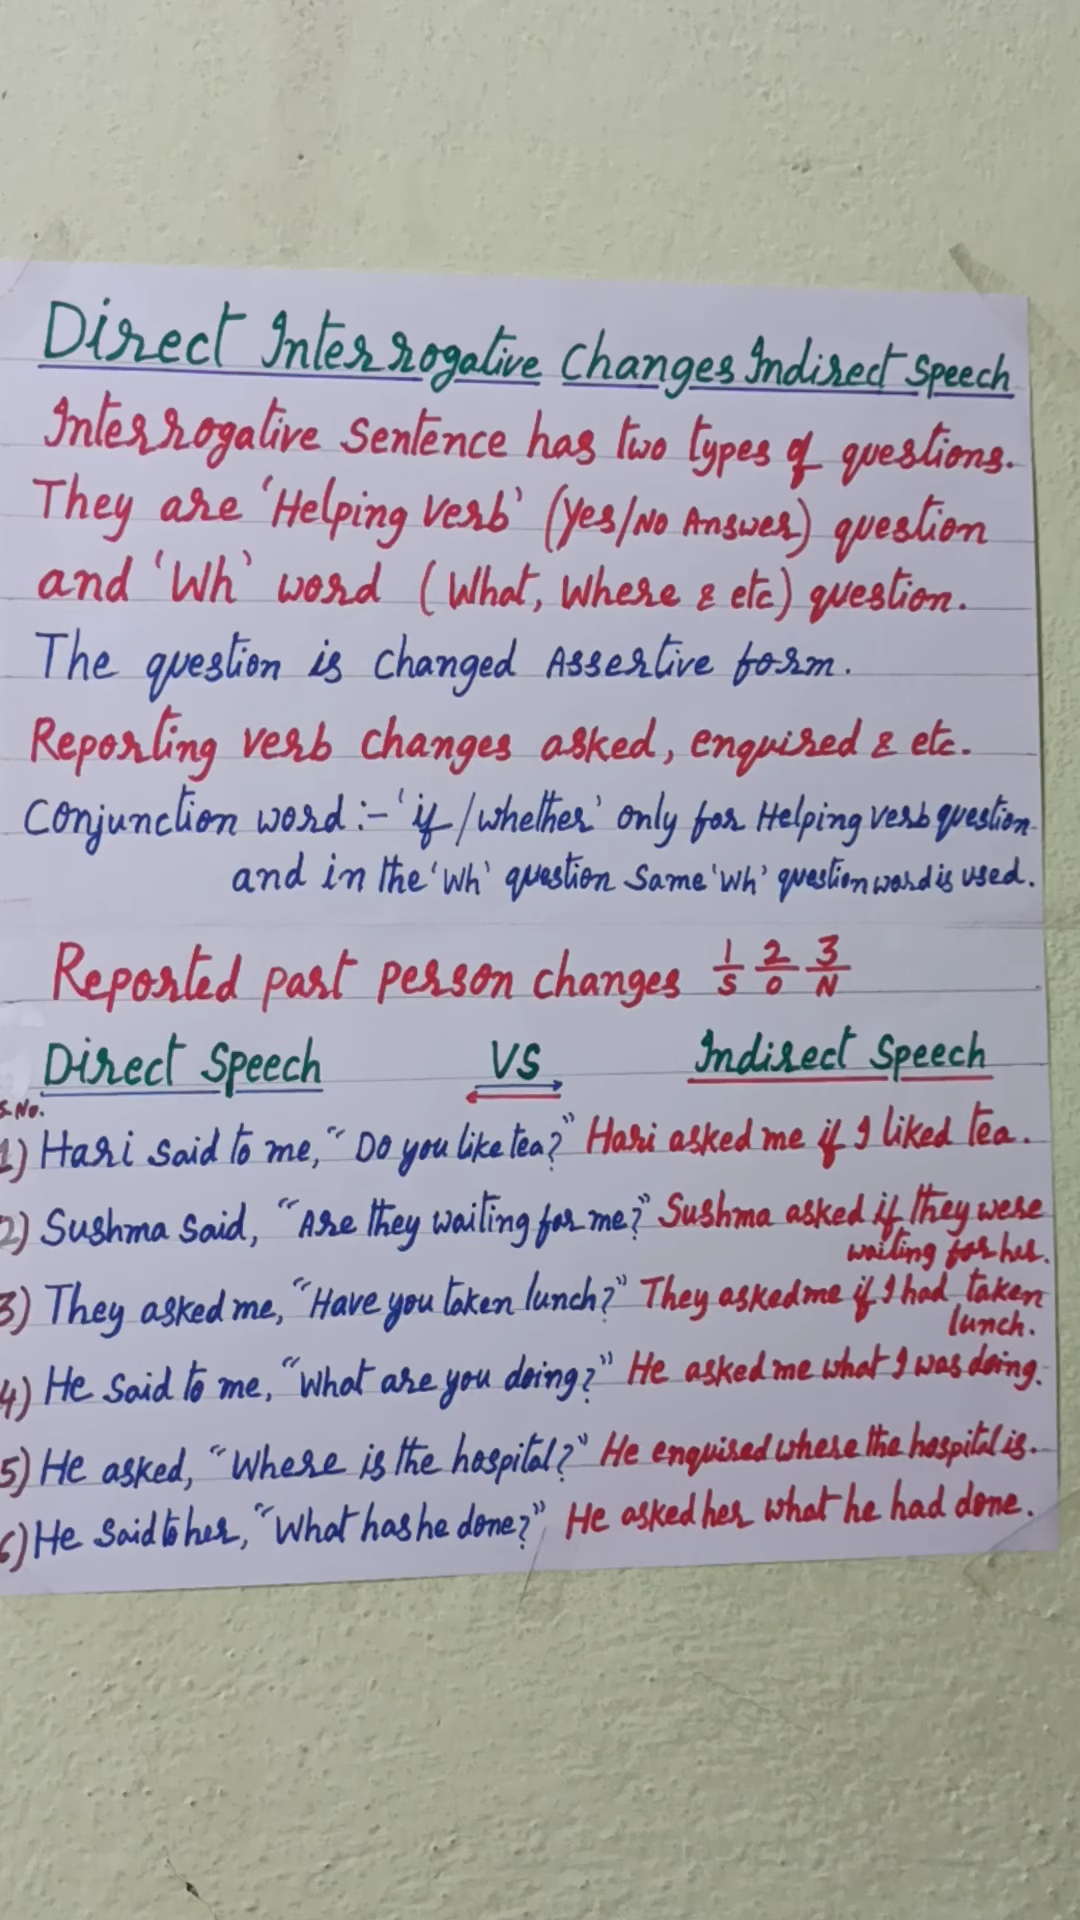 Direct Interrogative Changes Indirect Speech
Interrogative Sentence has two types of questions.
They are 'Helping verb' (Yes/No Answer) question
and 'Wh' word (What, Where & etc) question.
The question is changed Assertive form.
Reporting verb changes asked, enquired & etc.
Conjunction word :- 'if/whether' only for Helping verb question
and in the 'Wh' question Same 'Wh' question word is used.
Reported part person changes 1/S 2/O 3/N
Direct Speech VS Indirect Speech
S.No.
1) Hari said to me, "Do you like tea?" Hari asked me if I liked tea.
2) Sushma said, "Are they waiting for me?" Sushma asked if they were
waiting for her.
3) They asked me, "Have you taken lunch?" They asked me if I had taken
lunch.
4) He said to me, "What are you doing?" He asked me what I was doing.
5) He asked, "Where is the hospital?" He enquired where the hospital is.
6) He said to her, "What has he done?" He asked her what he had done.